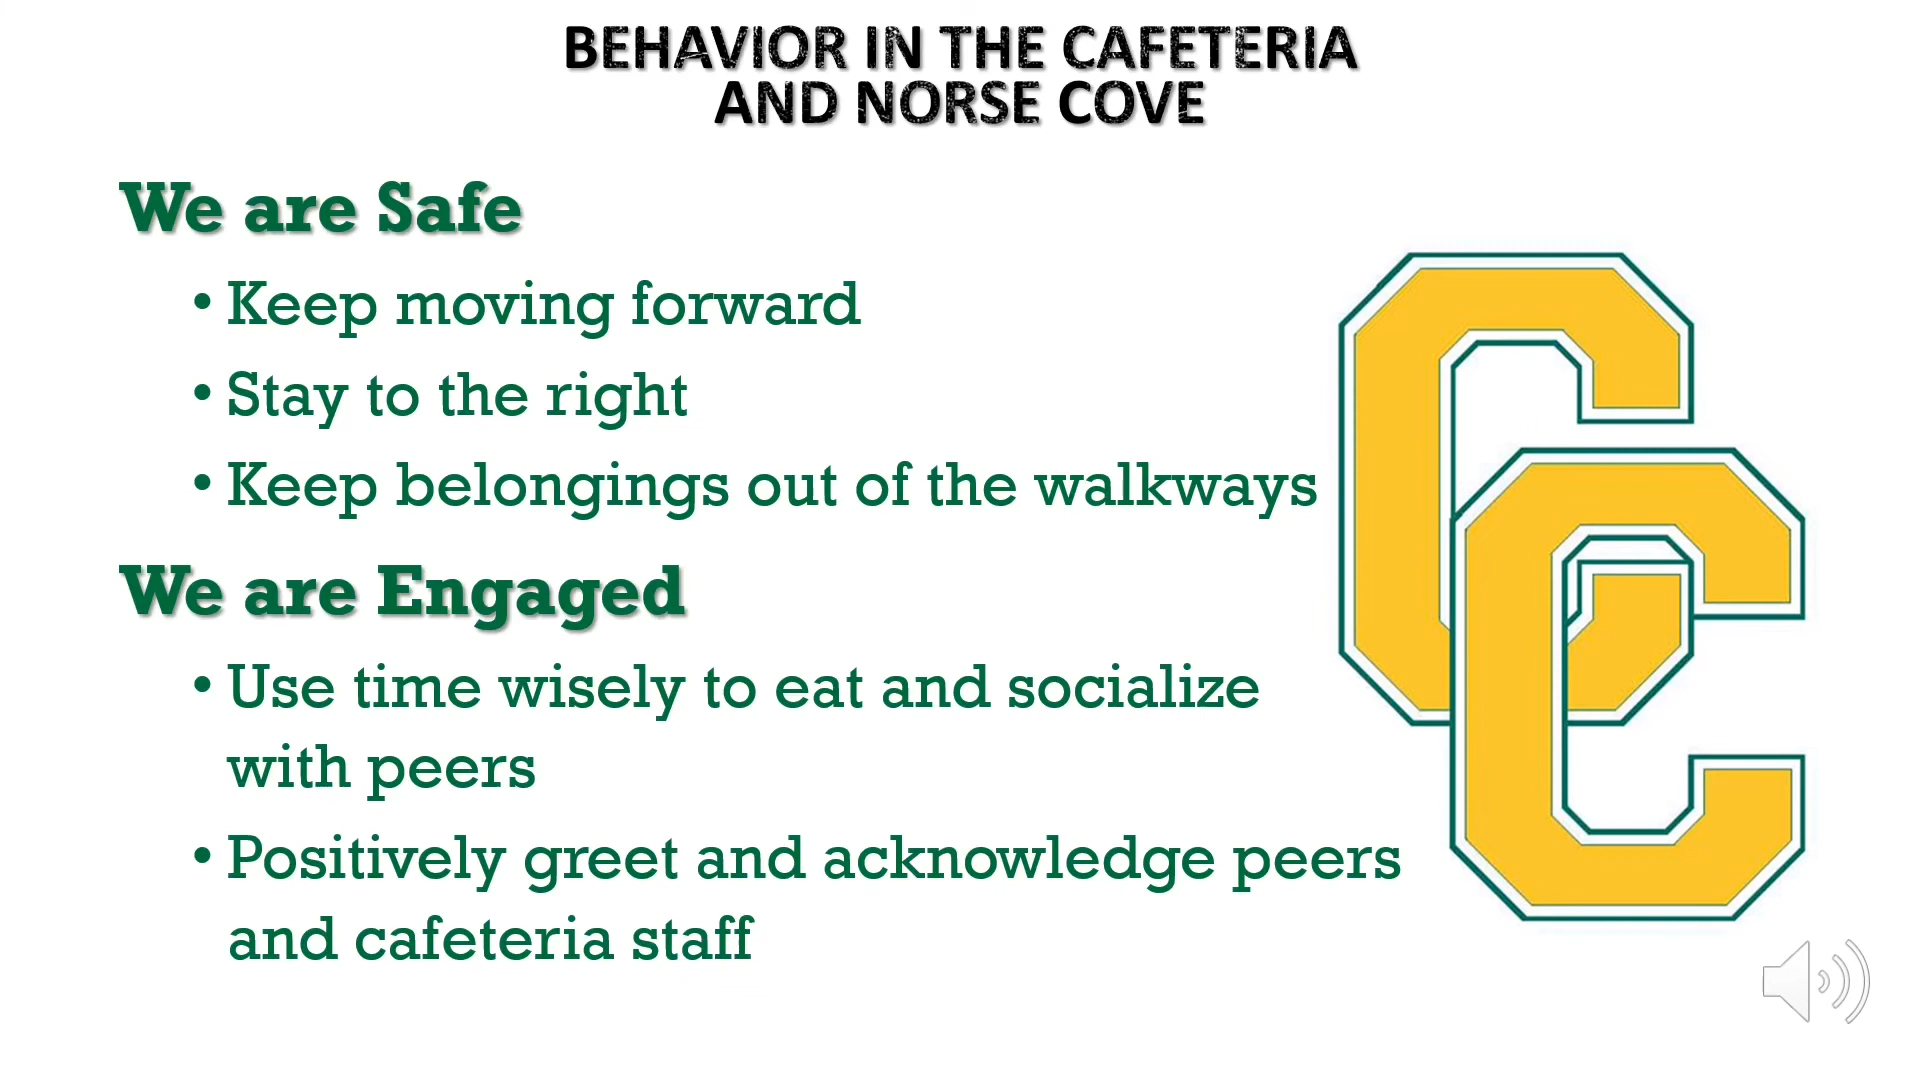 BEHAVIOR IN THE CAFETERIA
AND NORSE COVE
We are Safe
• Keep moving forward
• Stay to the right
• Keep belongings out of the walkways
We are Engaged
• Use time wisely to eat and socialize
with peers
• Positively greet and acknowledge peers
and cafeteria staff
CC